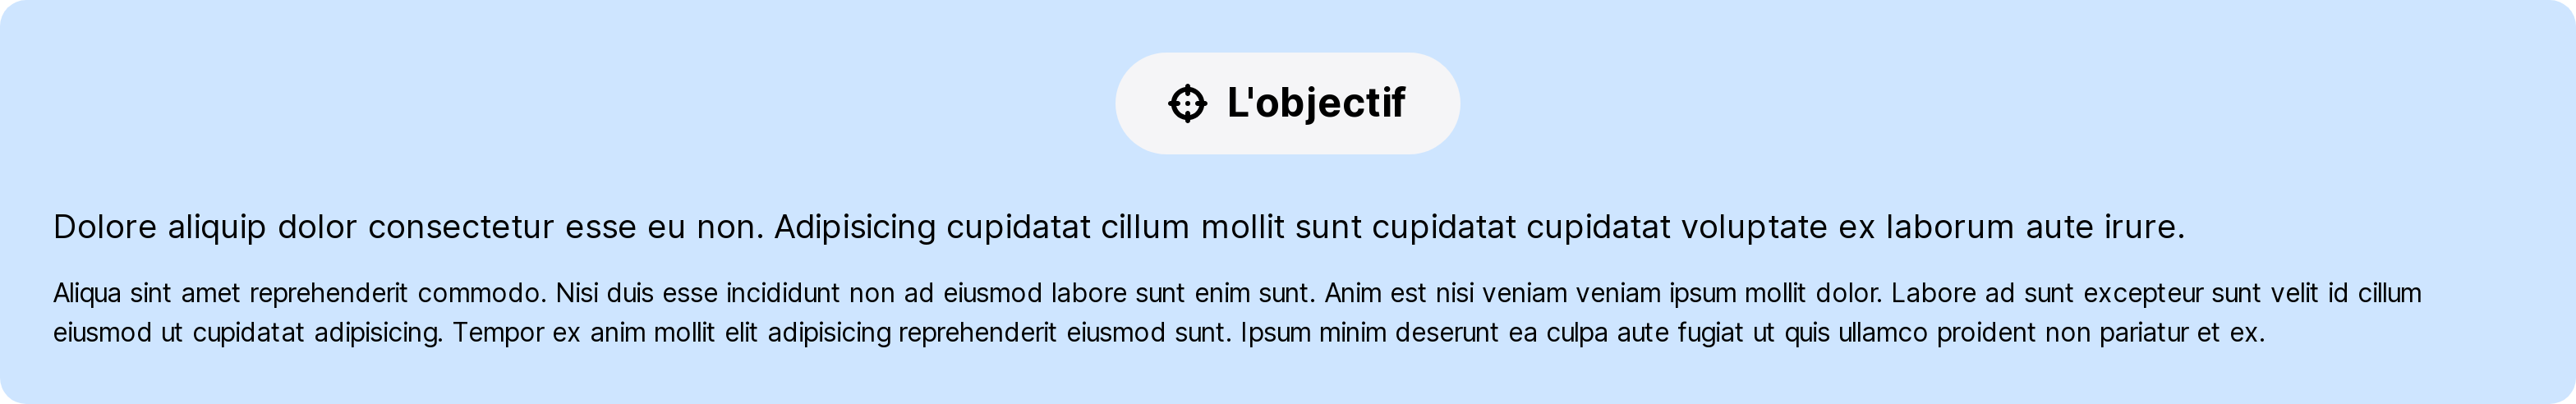 L'objectif
Dolore aliquip dolor consectetur esse eu non. Adipisicing cupidatat cillum mollit sunt cupidatat cupidatat voluptate ex laborum aute irure.
Aliqua sint amet reprehenderit commodo. Nisi duis esse incididunt non ad eiusmod labore sunt enim sunt. Anim est nisi veniam veniam ipsum mollit dolor. Labore ad sunt excepteur sunt velit id cillum
eiusmod ut cupidatat adipisicing. Tempor ex anim mollit elit adipisicing reprehenderit eiusmod sunt. Ipsum minim deserunt ea culpa aute fugiat ut quis ullamco proident non pariatur et ex.